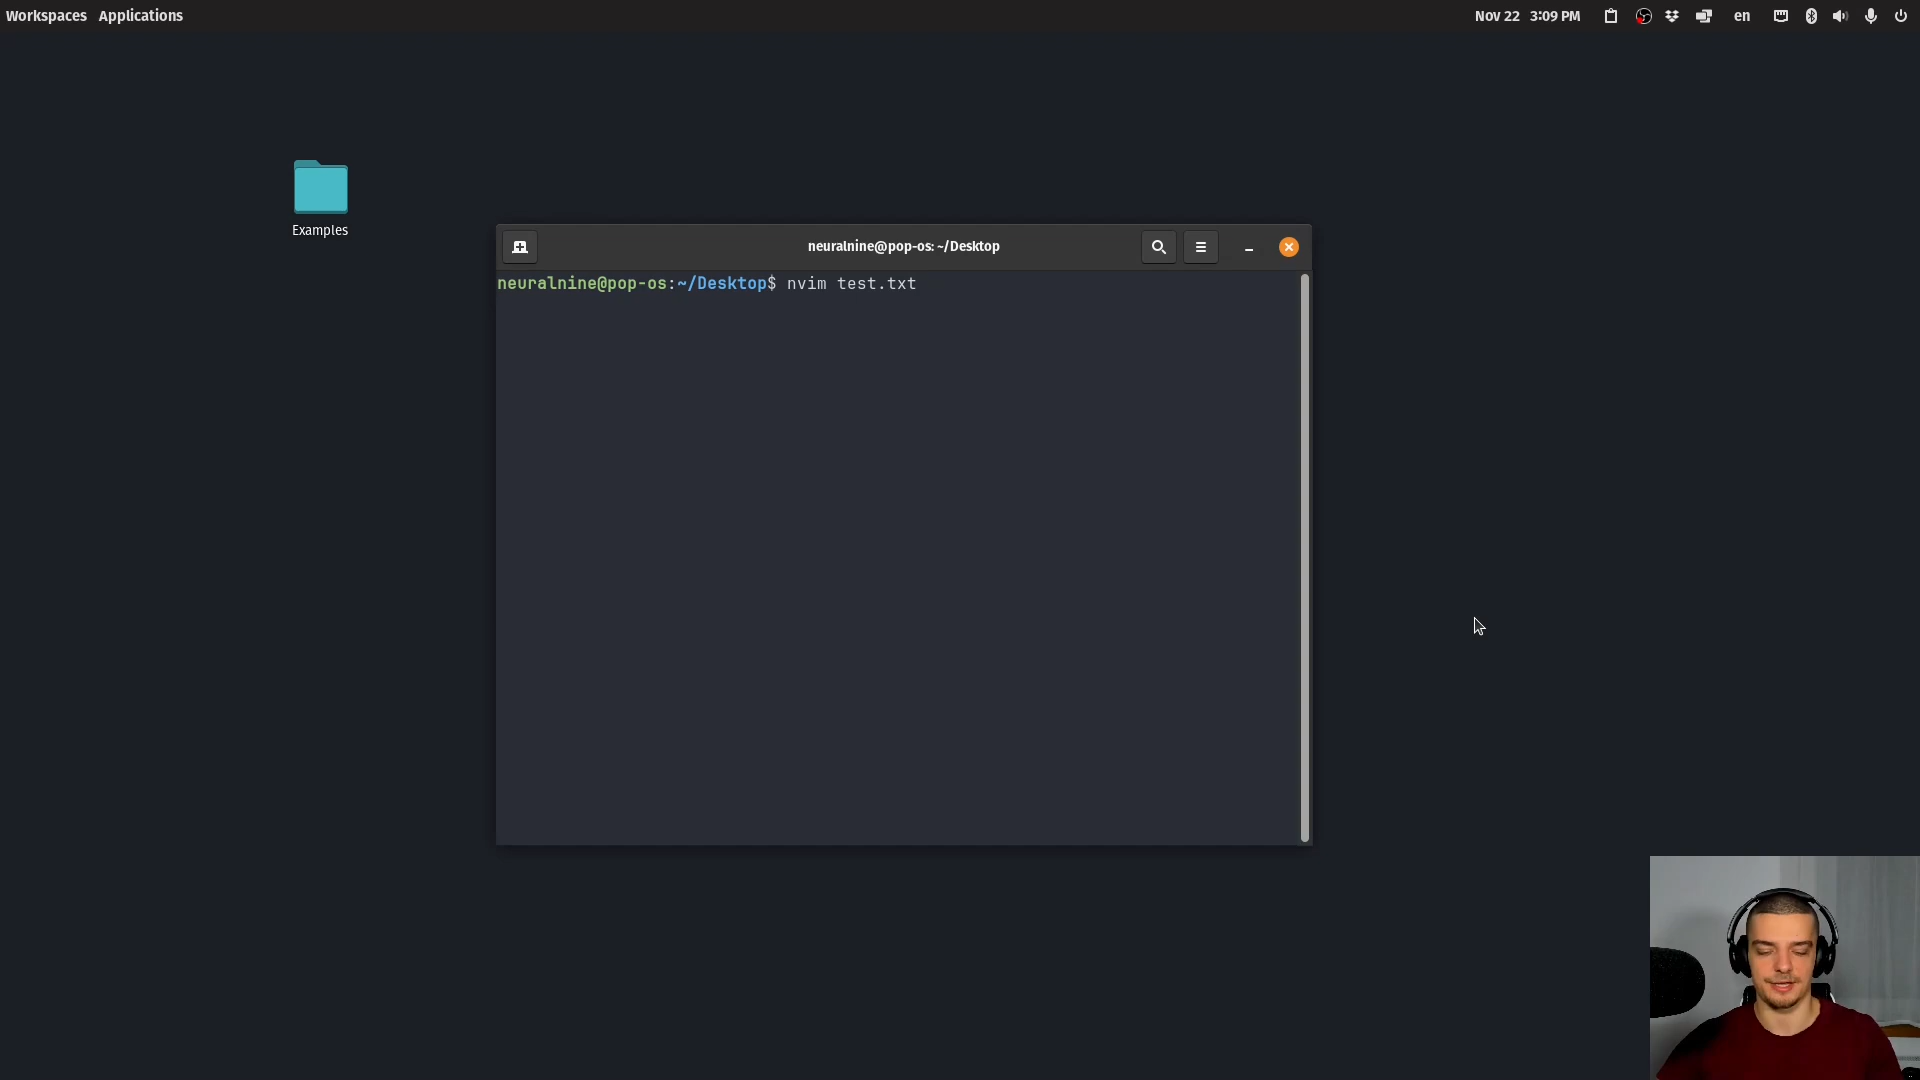 Workspaces Applications
Nov 22 3:09 PM en
Examples
neuralnine@pop-os: ~/Desktop
neuralnine@pop-os:~/Desktop$ nvim test.txt